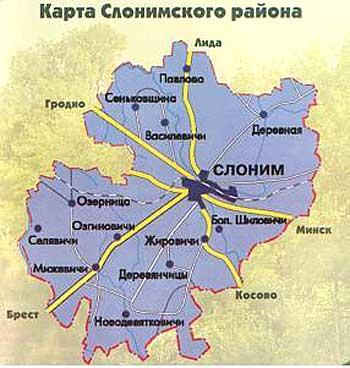 Карта Слонимского района
Лида
Павлова
Гродно
Сеньковщина
Деревная
Василевичи
СЛОНИМ
Озерница
Бол. Шиловичи
Озгиновичи
Минск
Селявичи
Жировичи
Мижевичи
Деревянчицы
Косово
Брест
Новодевятковичи